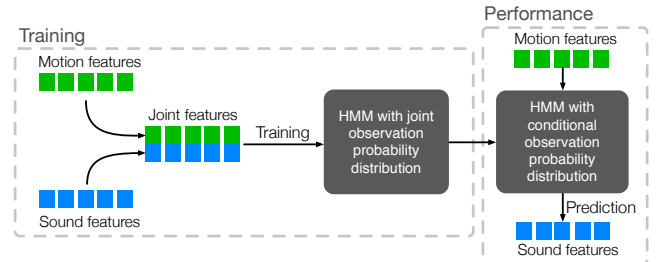 Training
Motion features
Joint features
Sound features
Training
HMM with joint
observation
probability
distribution
Performance
Motion features
HMM with
conditional
observation
probability
distribution
Prediction
Sound features